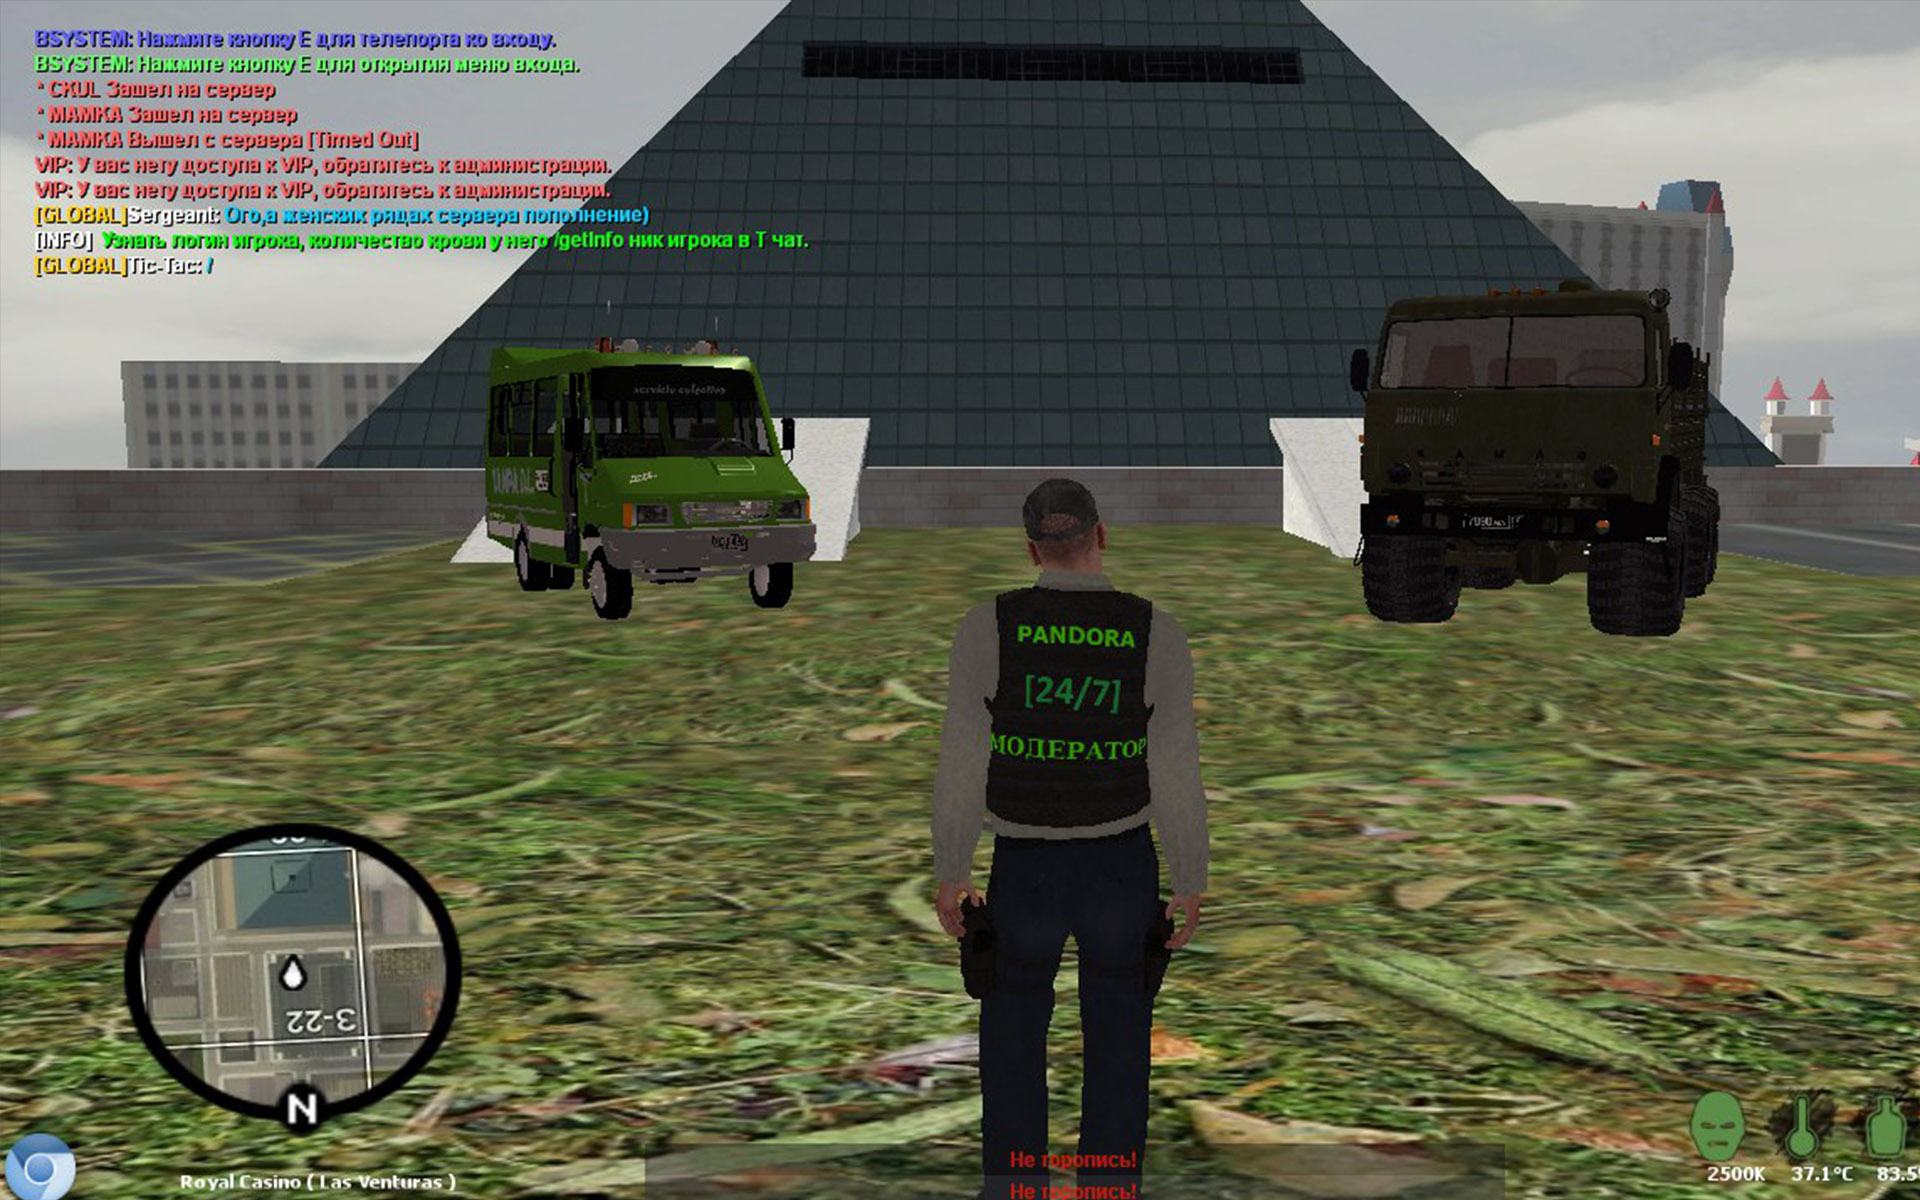 BSYSTEM: Нажмите кнопку E для телепорта ко входу.
BSYSTEM: Нажмите кнопку E для открытия меню входа.
* CKUL Зашел на сервер
* MAMKA Зашел на сервер
* MAMKA Вышел с сервера [Timed Out]
VIP: У вас нету доступа к VIP, обратитесь к администрации.
VIP: У вас нету доступа к VIP, обратитесь к администрации.
[GLOBAL]Sergeant: Ого,а женских рядах сервера пополнение)
[INFO] Узнать логин игрока, количество крови у него /getInfo ник игрока в Т чат.
[GLOBAL]Tic-Tac: /
servicio colectivo
К А М А
PANDORA
[24/7]
МОДЕРАТОР
3-22
N
Royal Casino ( Las Venturas )
Не торопись!
Не торопись!
2500K 37.1°C 83.5